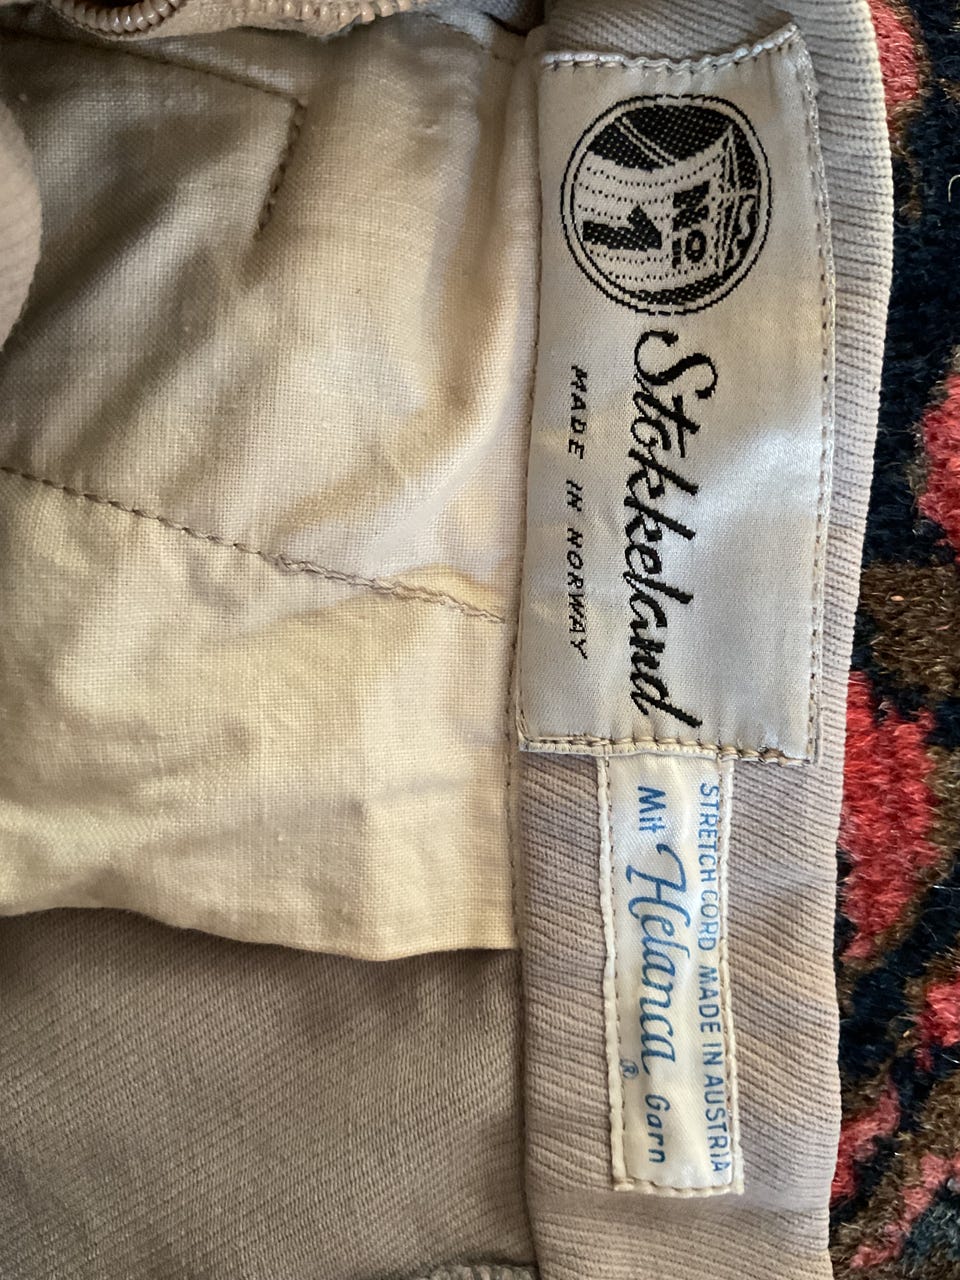 No
1
Stokkeland
MADE IN NORWAY
STRETCH CORD MADE IN AUSTRIA
Mit Helanca ® Garn